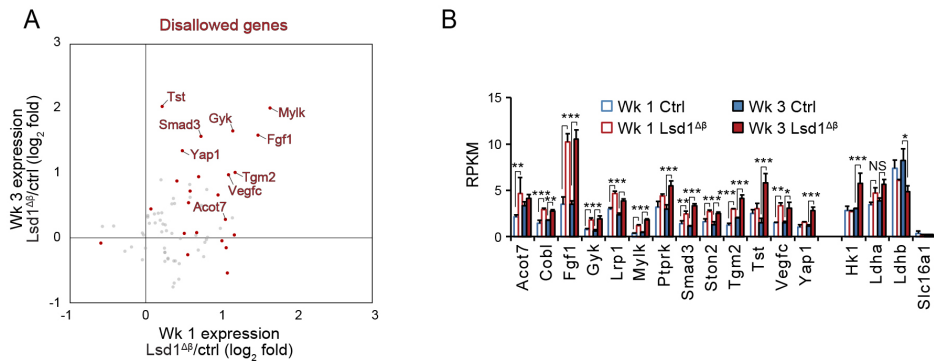 A
Disallowed genes
Wk 3 expression
Lsd1Δβ/ctrl (log2 fold)
3
2
1
0
-1
Tst
Mylk
Gyk
Smad3
Fgf1
Yap1
Tgm2
Vegfc
Acot7
-1 0 1 2 3
Wk 1 expression
Lsd1Δβ/ctrl (log2 fold)
B
Wk 1 Ctrl Wk 3 Ctrl
Wk 1 Lsd1Δβ Wk 3 Lsd1Δβ
RPKM
15
10
5
0
** *** ** *** *** *** *** *** *** *** ** *** *** *** *** *** ** * *** *** NS *
Acot7
Cobl
Fgf1
Gyk
Lrp1
Mylk
Ptprk
Smad3
Ston2
Tgm2
Tst
Vegfc
Yap1
Hk1
Ldha
Ldhb
Slc16a1